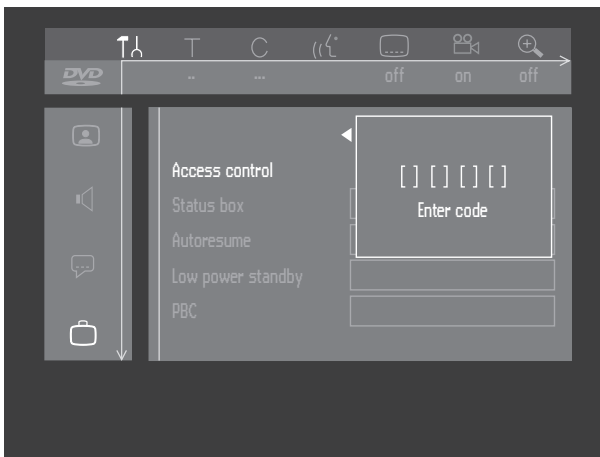 T C
DVD .. ... off on off
Access control
[ ] [ ] [ ] [ ]
Status box
Enter code
Autoresume
Low power standby
PBC